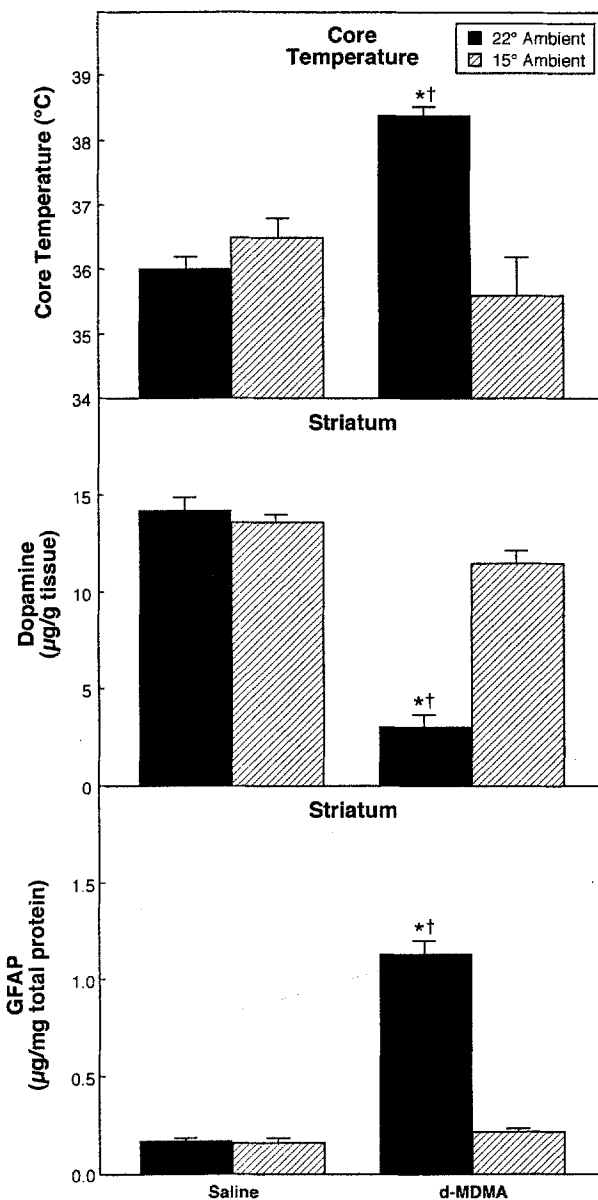 Core
Temperature
22° Ambient
15° Ambient
Core Temperature (°C)
39
38
37
36
35
34
*†
Striatum
Dopamine
(µg/g tissue)
15
10
5
0
*†
Striatum
GFAP
(µg/mg total protein)
1.5
1.0
0.5
0.0
*†
Saline
d-MDMA